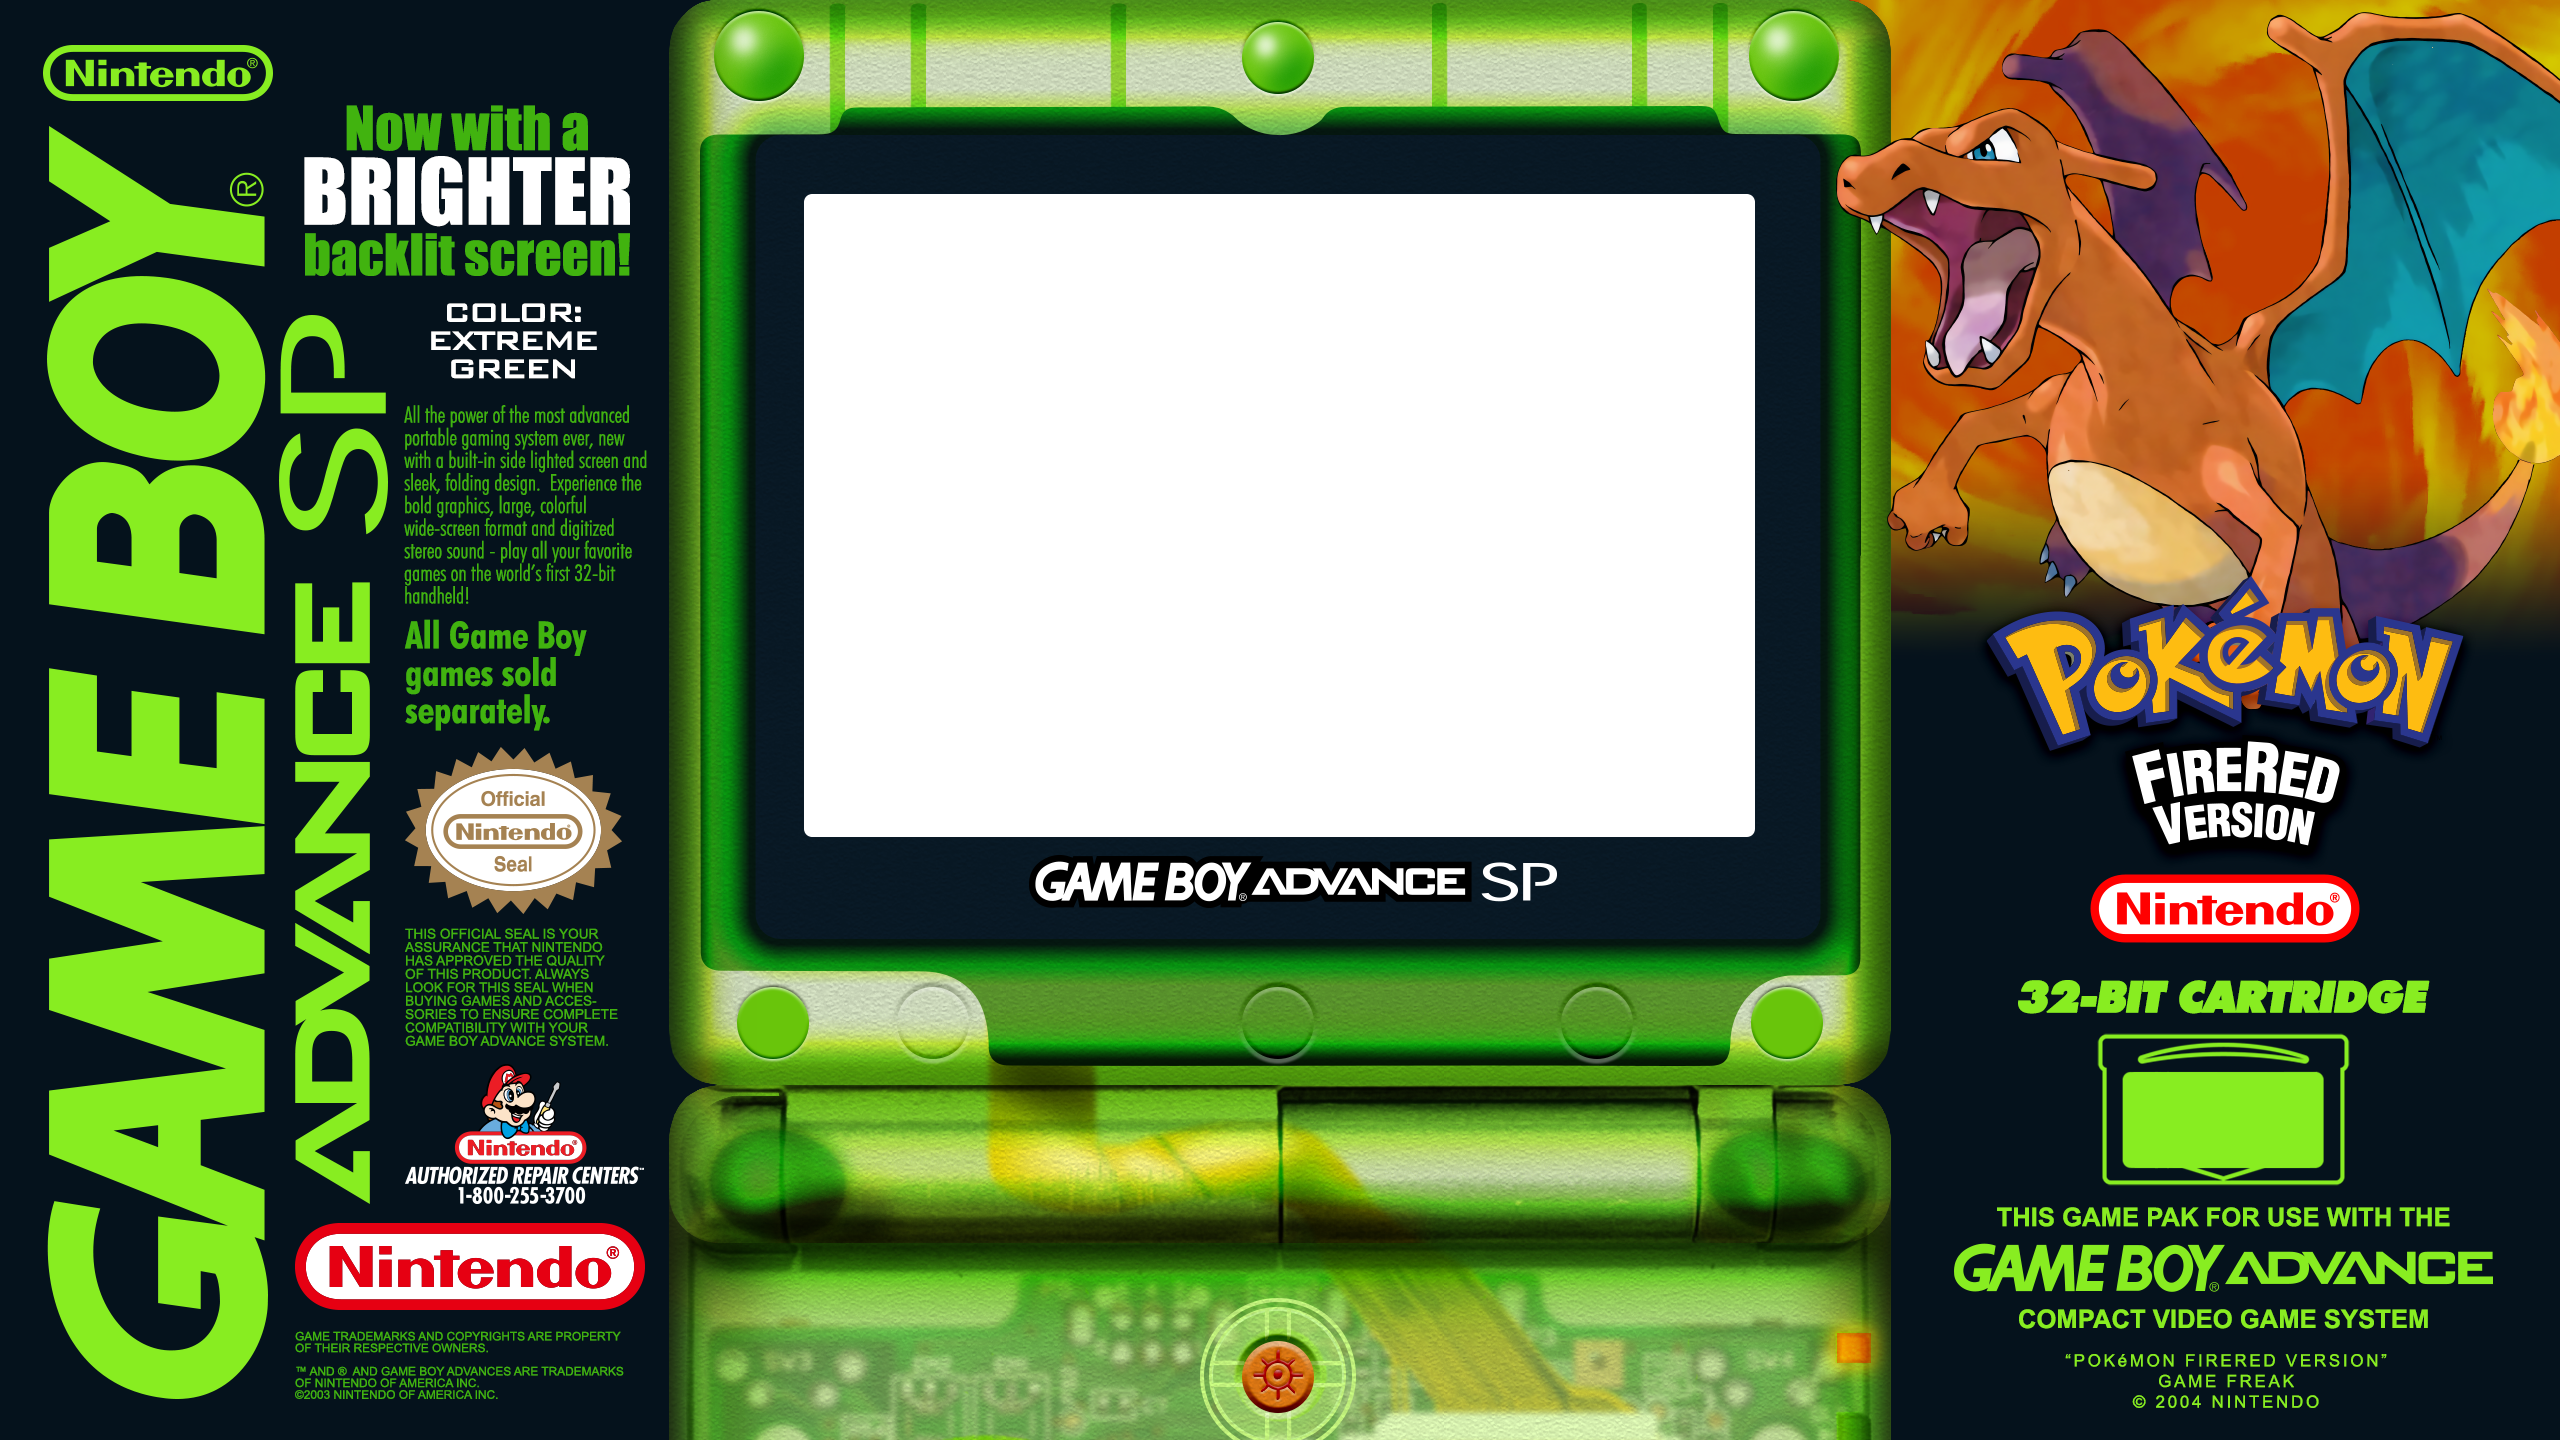 Nintendo®
GAME BOY®
ADVANCE SP
Now with a
BRIGHTER
backlit screen!
COLOR:
EXTREME
GREEN
All the power of the most advanced
portable gaming system ever, new
with a built-in side lighted screen and
sleek, folding design. Experience the
bold graphics, large, colorful
wide-screen format and digitized
stereo sound - play all your favorite
games on the world's first 32-bit
handheld!
All Game Boy
games sold
separately.
Official
Nintendo®
Seal
THIS OFFICIAL SEAL IS YOUR
ASSURANCE THAT NINTENDO
HAS APPROVED THE QUALITY
OF THIS PRODUCT. ALWAYS
LOOK FOR THIS SEAL WHEN
BUYING GAMES AND ACCES-
SORIES TO ENSURE COMPLETE
COMPATIBILITY WITH YOUR
GAME BOY ADVANCE SYSTEM.
M
Nintendo®
AUTHORIZED REPAIR CENTERS™
1-800-255-3700
Nintendo®
GAME TRADEMARKS AND COPYRIGHTS ARE PROPERTY
OF THEIR RESPECTIVE OWNERS.
™ AND ® AND GAME BOY ADVANCES ARE TRADEMARKS
OF NINTENDO OF AMERICA INC.
©2003 NINTENDO OF AMERICA INC.
GAME BOY® ADVANCE SP
POKéMON
FIRERED
VERSION
Nintendo®
32-BIT CARTRIDGE
THIS GAME PAK FOR USE WITH THE
GAME BOY® ADVANCE
COMPACT VIDEO GAME SYSTEM
“POKéMON FIRERED VERSION”
GAME FREAK
© 2004 NINTENDO